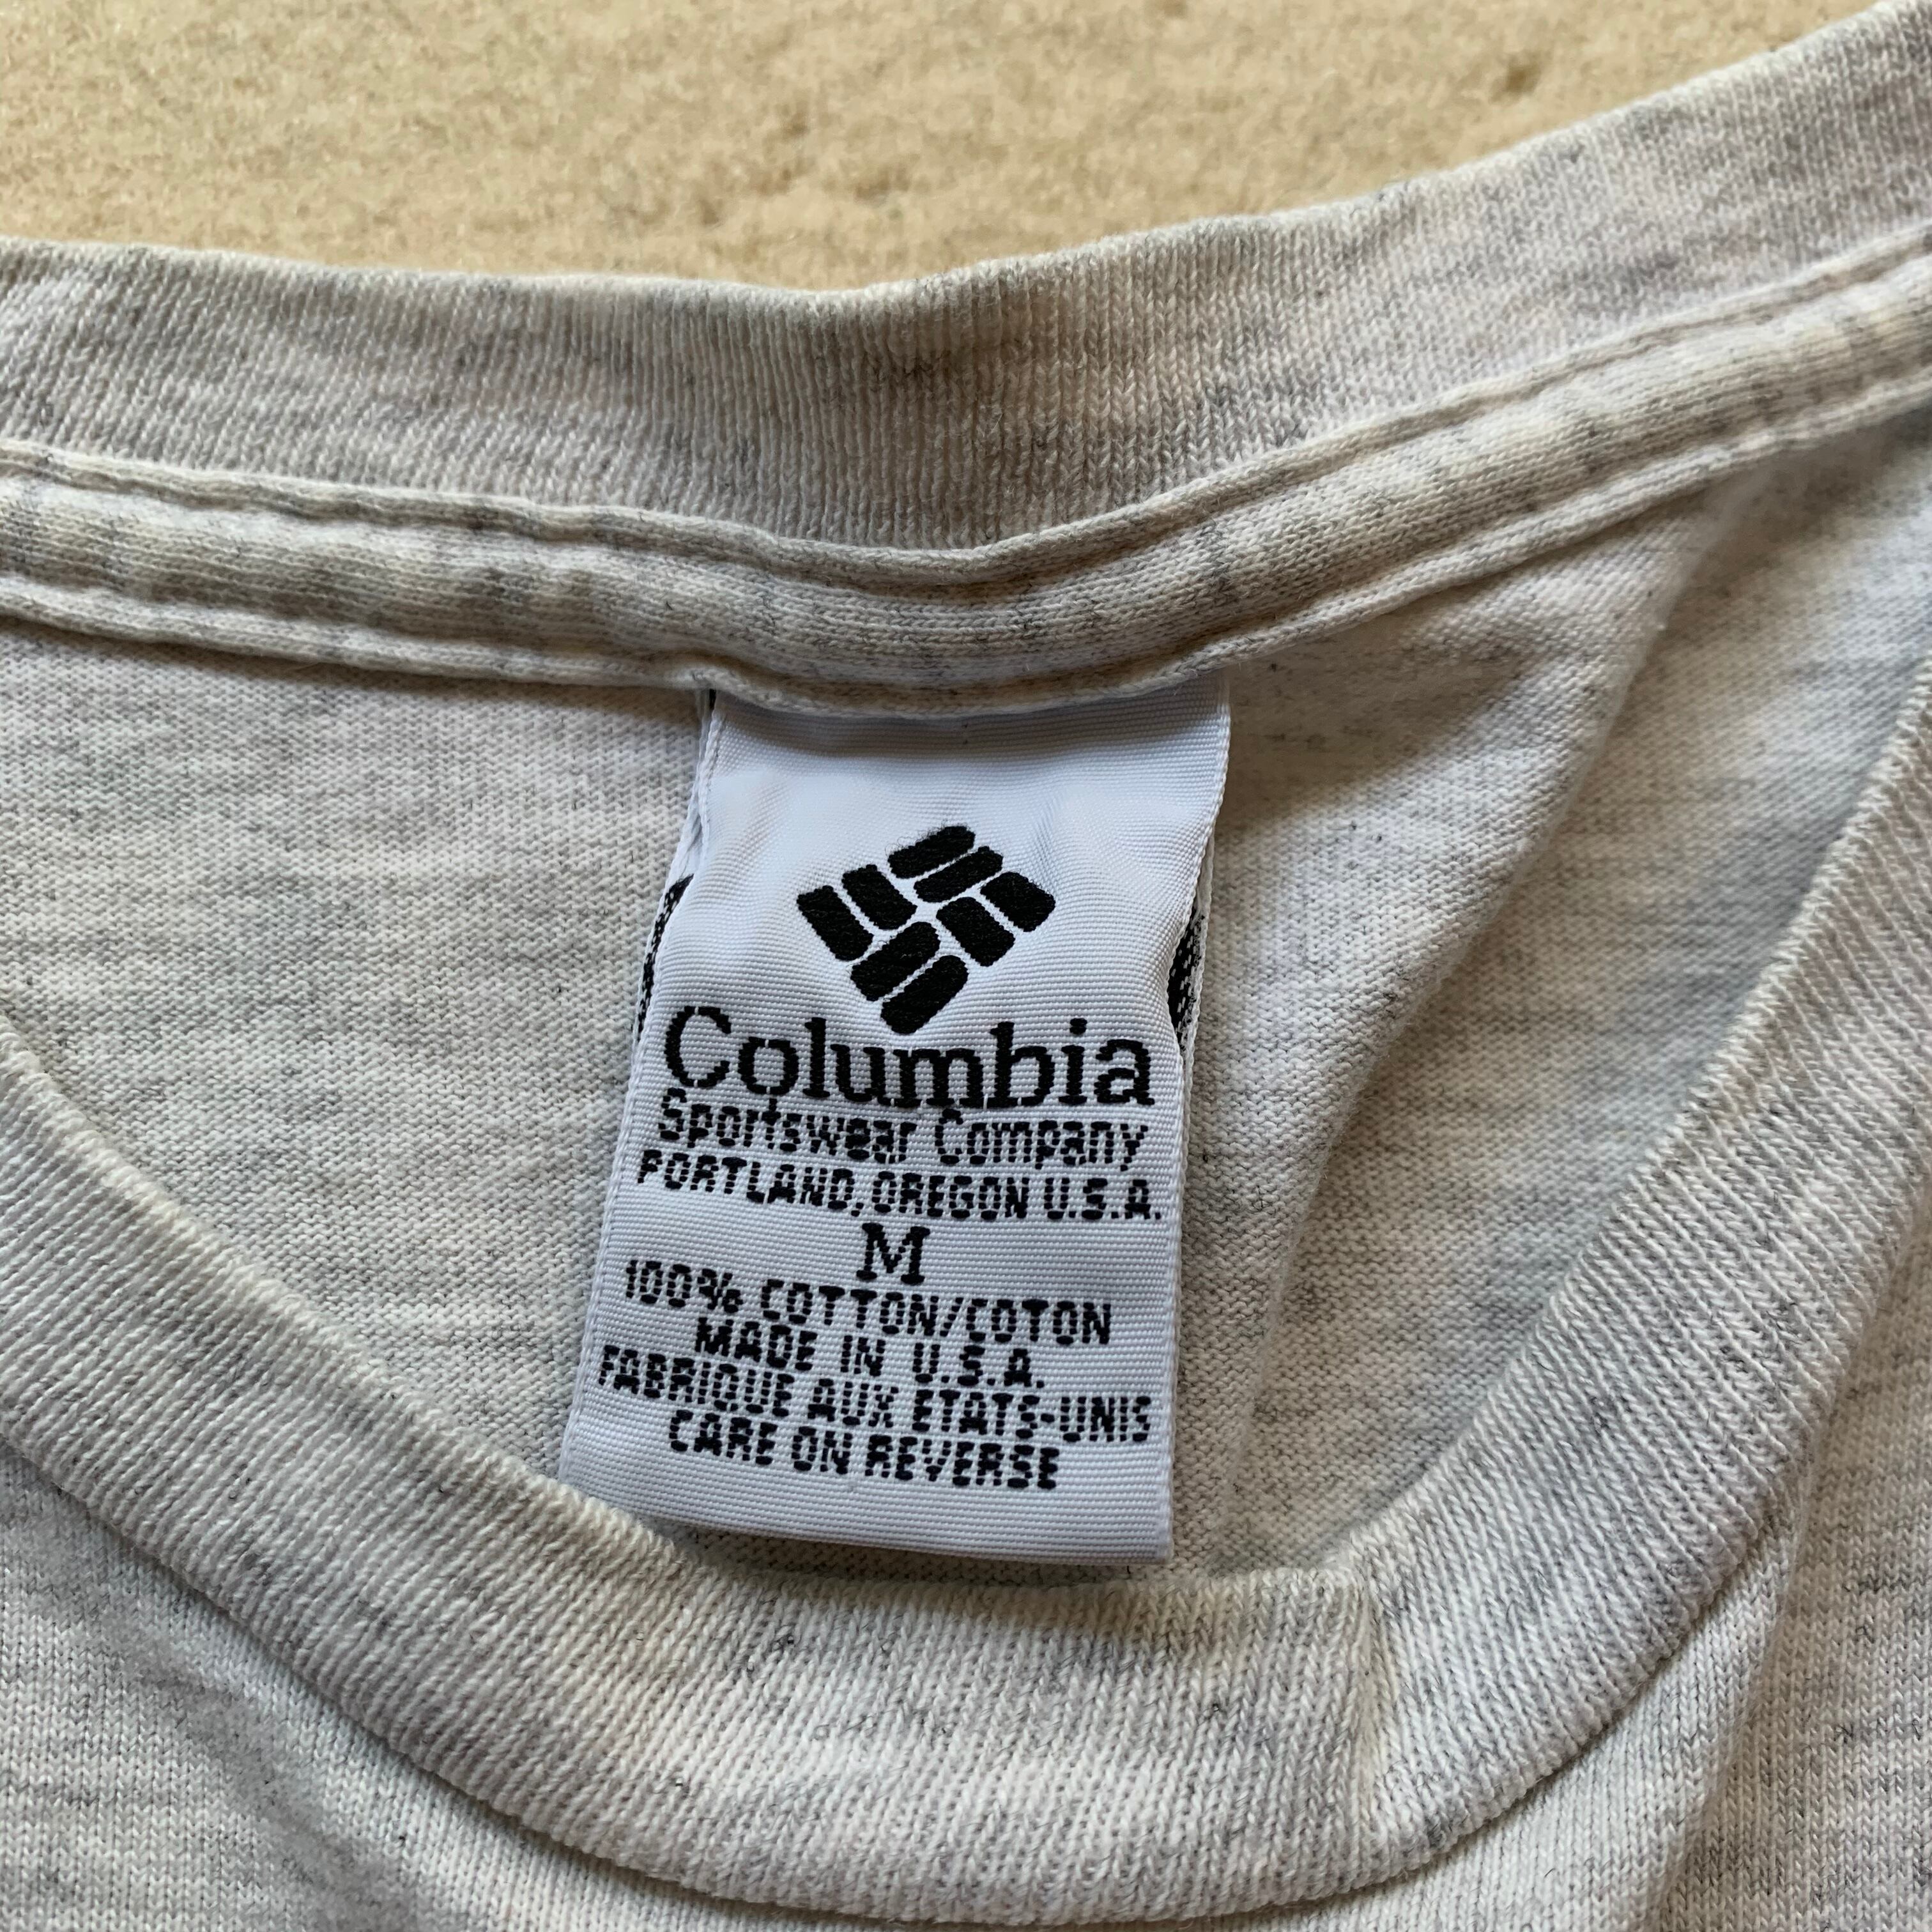 Columbia
Sportswear Company
PORTLAND, OREGON U.S.A.
M
100% COTTON/COTON
MADE IN U.S.A.
FABRIQUE AUX ETATS-UNIS
CARE ON REVERSE